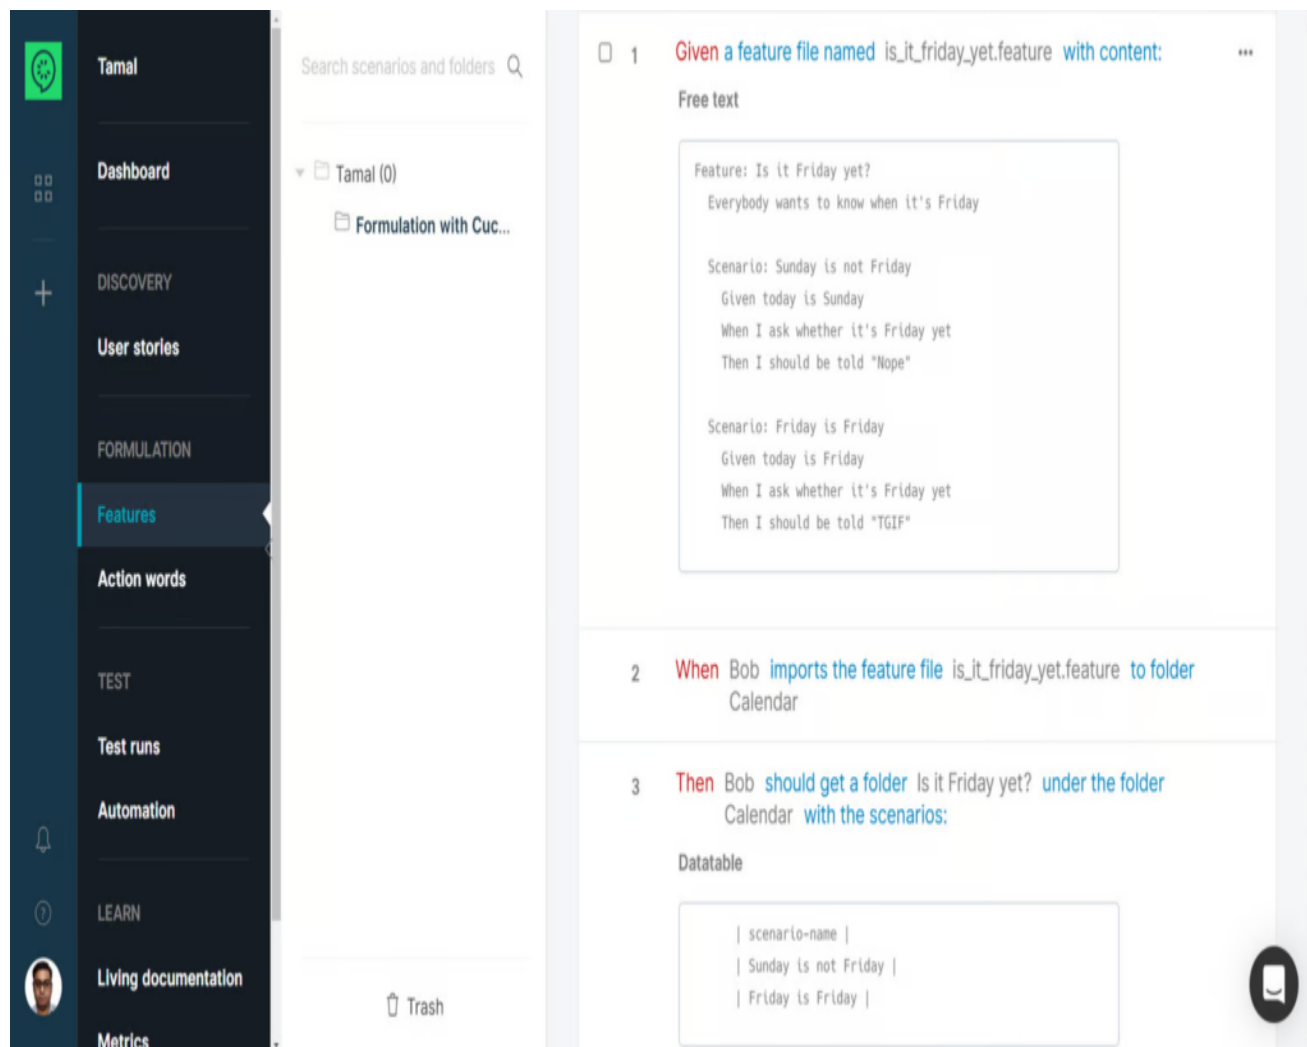 Tamal
Dashboard
DISCOVERY
User stories
FORMULATION
Features
Action words
TEST
Test runs
Automation
LEARN
Living documentation
Metrics
Search scenarios and folders
Tamal (0)
Formulation with Cuc...
Trash
1 Given a feature file named is_it_friday_yet.feature with content:
Free text
Feature: Is it Friday yet?
Everybody wants to know when it's Friday
Scenario: Sunday is not Friday
Given today is Sunday
When I ask whether it's Friday yet
Then I should be told "Nope"
Scenario: Friday is Friday
Given today is Friday
When I ask whether it's Friday yet
Then I should be told "TGIF"
2 When Bob imports the feature file is_it_friday_yet.feature to folder
Calendar
3 Then Bob should get a folder Is it Friday yet? under the folder
Calendar with the scenarios:
Datatable
| scenario-name |
| Sunday is not Friday |
| Friday is Friday |